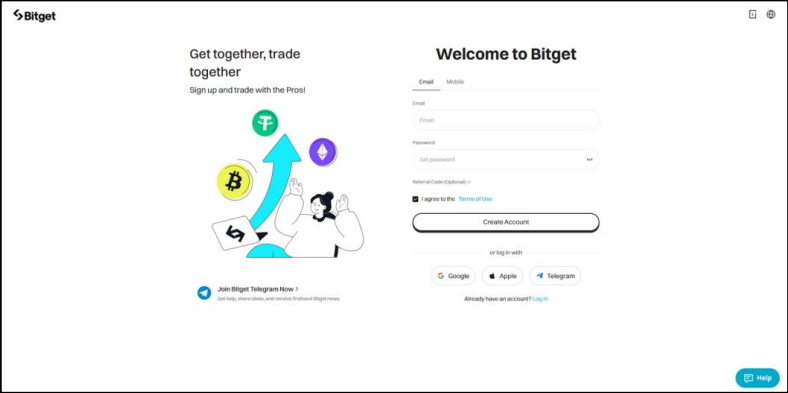 Bitget
Get together, trade
together
Sign up and trade with the Pros!
Join Bitget Telegram Now >
Get help, share ideas, and receive firsthand Bitget news.
Welcome to Bitget
Email Mobile
Email
Email
Password
Set password
Referral Code (Optional)
I agree to the Terms of Use
Create Account
or log in with
Google Apple Telegram
Already have an account? Log in
Help